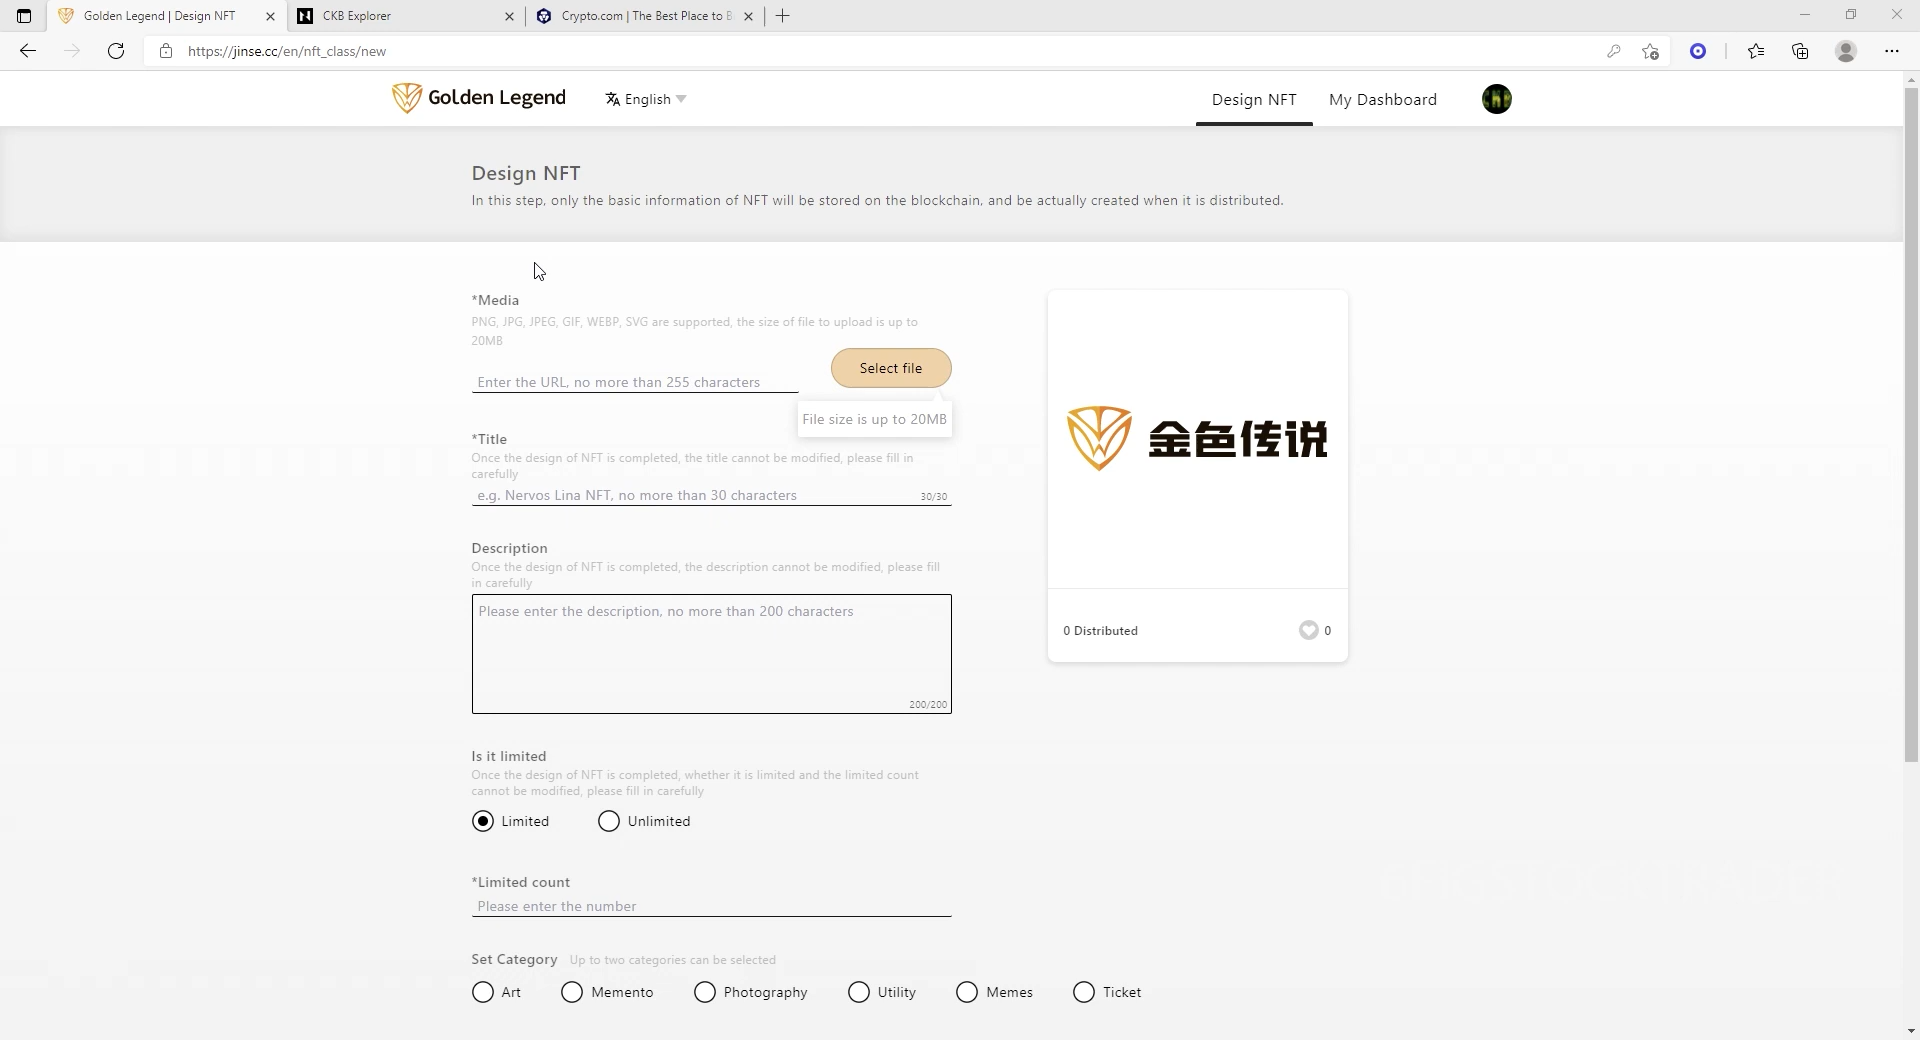 Golden Legend | Design NFT
CKB Explorer
Crypto.com | The Best Place to B
https://jinse.cc/en/nft_class/new
Golden Legend
English
Design NFT
My Dashboard
Design NFT
In this step, only the basic information of NFT will be stored on the blockchain, and be actually created when it is distributed.
*Media
PNG, JPG, JPEG, GIF, WEBP, SVG are supported, the size of file to upload is up to
20MB
Select file
Enter the URL, no more than 255 characters
File size is up to 20MB
*Title
Once the design of NFT is completed, the title cannot be modified, please fill in
carefully
e.g. Nervos Lina NFT, no more than 30 characters
30/30
Description
Once the design of NFT is completed, the description cannot be modified, please fill
in carefully
Please enter the description, no more than 200 characters
200/200
Is it limited
Once the design of NFT is completed, whether it is limited and the limited count
cannot be modified, please fill in carefully
Limited
Unlimited
*Limited count
Please enter the number
Set Category Up to two categories can be selected
Art
Memento
Photography
Utility
Memes
Ticket
金色传说
0 Distributed
0